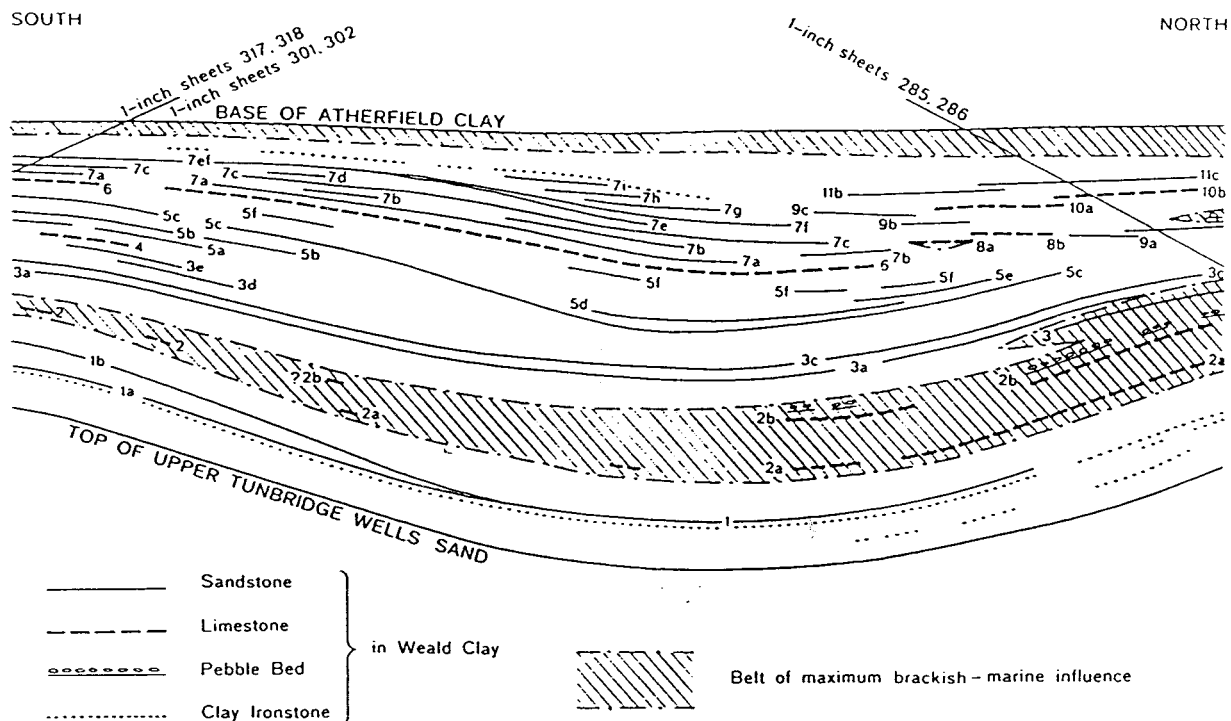 SOUTH
NORTH
1-inch sheets 317, 318
1-inch sheets 301, 302
1-inch sheets 285, 286
BASE OF ATHERFIELD CLAY
7ef
7c
7a
6
7c
7a
7d
7b
7i
7h
7g
7f
7e
11b
11c
10b
9c
9b
10a
7c
7b
7b
7a
8a
8b
9a
6
5c
5c
5f
5b
5b
5a
4
3e
3d
3a
5f
5f
5f
5e
5c
5d
3c
3c
3a
3
2
2
?2b
2a
2b
2b
2a
2a
1b
1a
1
TOP OF UPPER TUNBRIDGE WELLS SAND
Sandstone
Limestone
Pebble Bed
Clay Ironstone
in Weald Clay
Belt of maximum brackish – marine influence